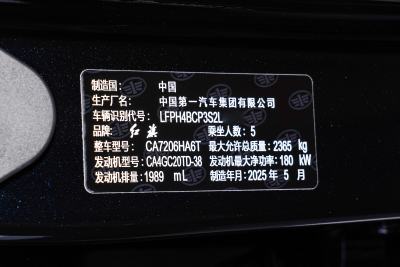 制造国: 中国
生产厂名: 中国第一汽车集团有限公司
车辆识别代号: LFPH4BCP3S2L
品牌: 红旗 乘坐人数: 5
整车型号: CA7206HA6T 最大允许总质量: 2365 kg
发动机型号: CA4GC20TD-38 发动机最大净功率: 180 kW
发动机排量: 1989 mL 制造年月: 2025 年 5 月